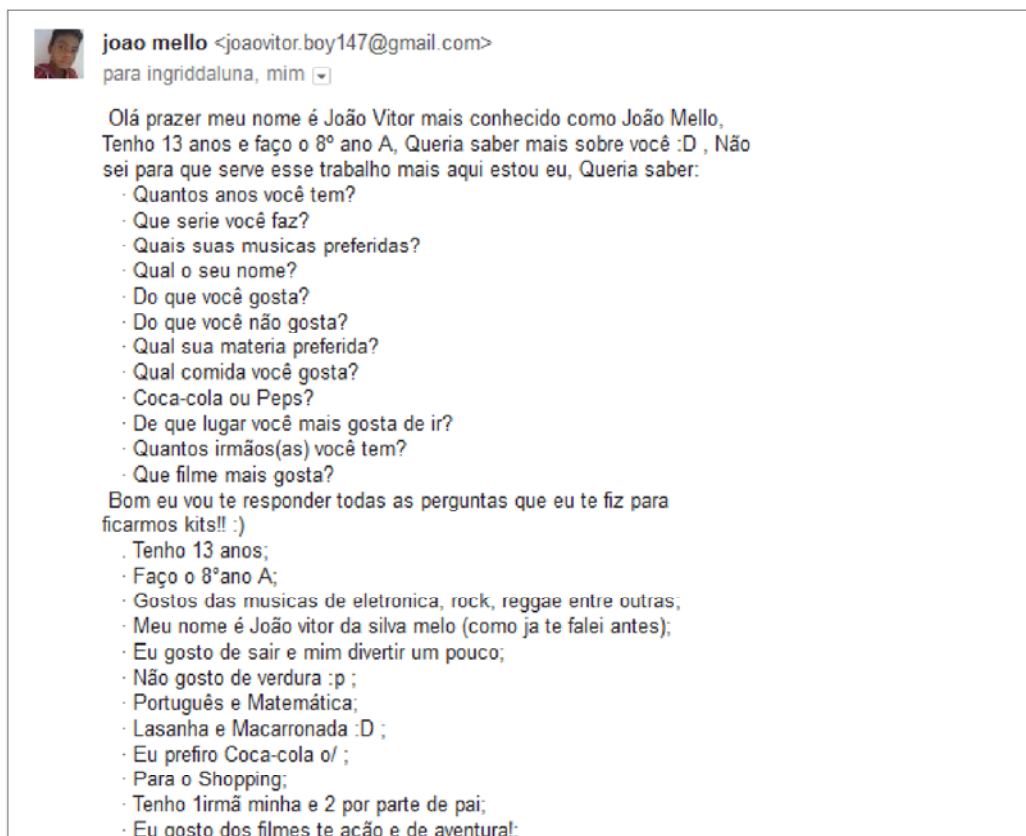 joao mello <joaovitor.boy147@gmail.com>
para ingriddaluna, mim
Olá prazer meu nome é João Vitor mais conhecido como João Mello,
Tenho 13 anos e faço o 8º ano A, Queria saber mais sobre você :D , Não
sei para que serve esse trabalho mais aqui estou eu, Queria saber:
· Quantos anos você tem?
· Que serie você faz?
· Quais suas musicas preferidas?
· Qual o seu nome?
· Do que você gosta?
· Do que você não gosta?
· Qual sua materia preferida?
· Qual comida você gosta?
· Coca-cola ou Peps?
· De que lugar você mais gosta de ir?
· Quantos irmãos(as) você tem?
· Que filme mais gosta?
Bom eu vou te responder todas as perguntas que eu te fiz para
ficarmos kits!! :)
. Tenho 13 anos;
· Faço o 8°ano A;
· Gostos das musicas de eletronica, rock, reggae entre outras;
· Meu nome é João vitor da silva melo (como ja te falei antes);
· Eu gosto de sair e mim divertir um pouco;
· Não gosto de verdura :p ;
· Português e Matemática;
· Lasanha e Macarronada :D ;
· Eu prefiro Coca-cola o/ ;
· Para o Shopping;
· Tenho 1irmã minha e 2 por parte de pai;
· Eu gosto dos filmes te ação e de aventura!;